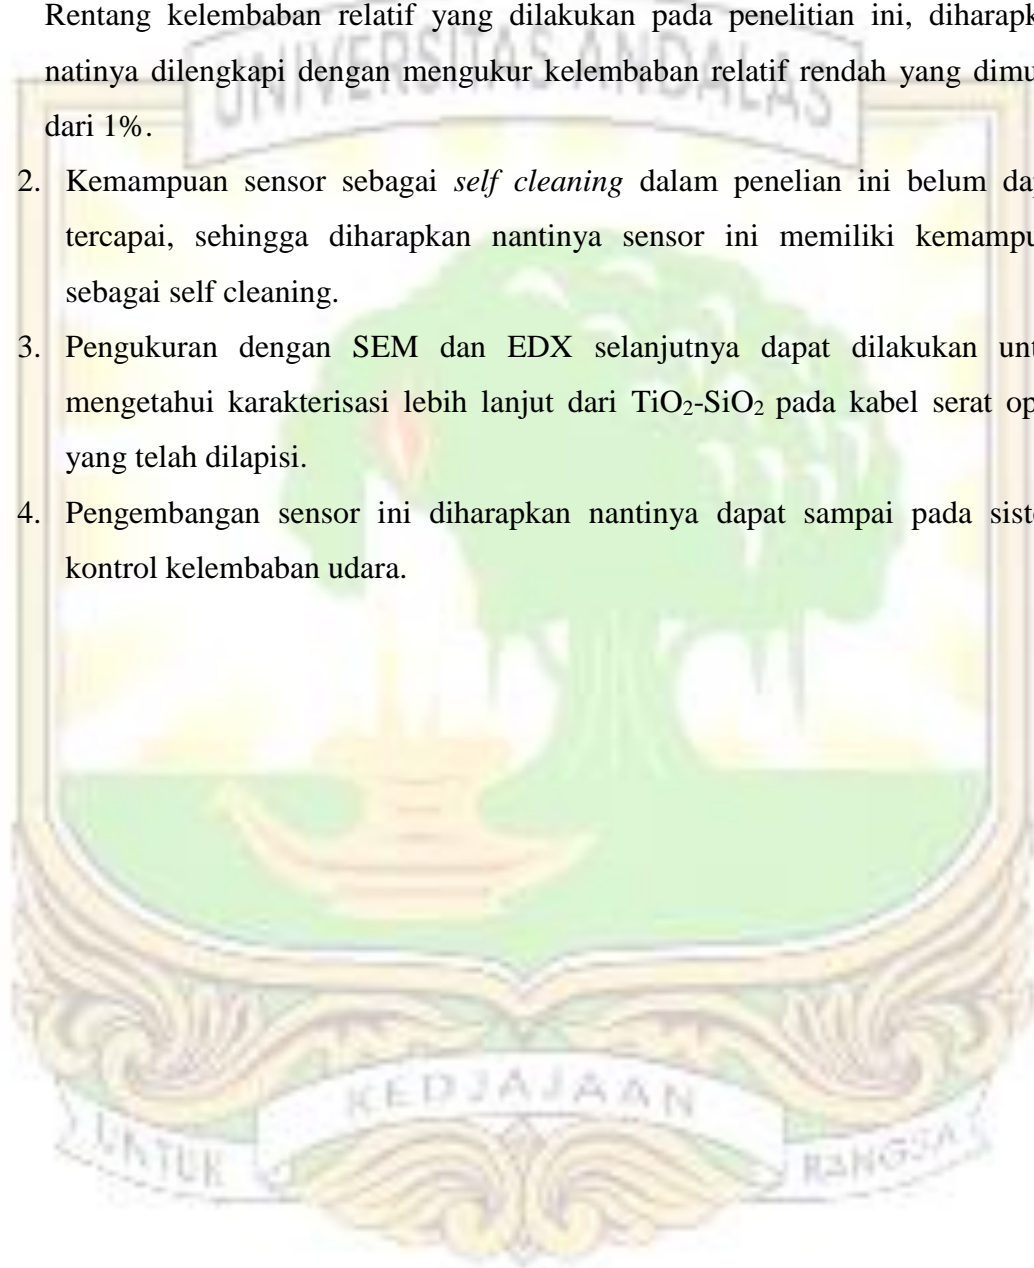 Rentang kelembaban relatif yang dilakukan pada penelitian ini, diharapk
UNIVERSITAS ANDALAS
natinya dilengkapi dengan mengukur kelembaban relatif rendah yang dimu
dari 1%.
2. Kemampuan sensor sebagai self cleaning dalam penelian ini belum dap
tercapai, sehingga diharapkan nantinya sensor ini memiliki kemampu
sebagai self cleaning.
3. Pengukuran dengan SEM dan EDX selanjutnya dapat dilakukan unt
mengetahui karakterisasi lebih lanjut dari TiO₂-SiO₂ pada kabel serat op
yang telah dilapisi.
4. Pengembangan sensor ini diharapkan nantinya dapat sampai pada sist
kontrol kelembaban udara.
UNTUK KEDJAJAAN BANGSA